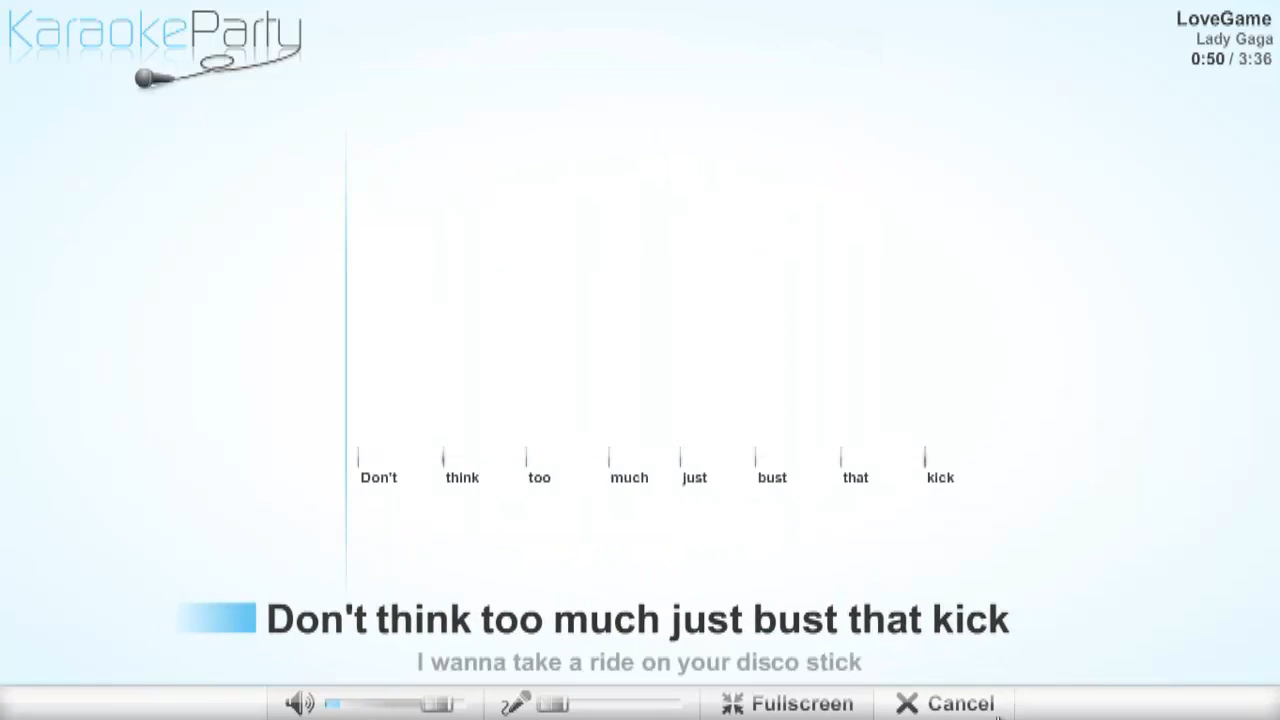 KaraokeParty
LoveGame
Lady Gaga
0:50 / 3:36
Don't think too much just bust that kick
Don't think too much just bust that kick
I wanna take a ride on your disco stick
Fullscreen Cancel